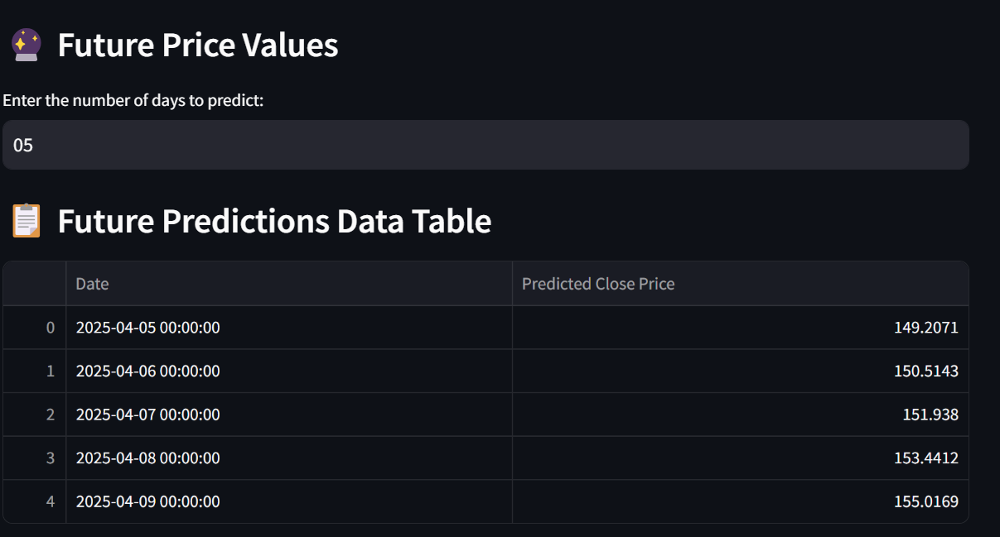 Future Price Values
Enter the number of days to predict:
05
Future Predictions Data Table
Date Predicted Close Price
0 2025-04-05 00:00:00 149.2071
1 2025-04-06 00:00:00 150.5143
2 2025-04-07 00:00:00 151.938
3 2025-04-08 00:00:00 153.4412
4 2025-04-09 00:00:00 155.0169